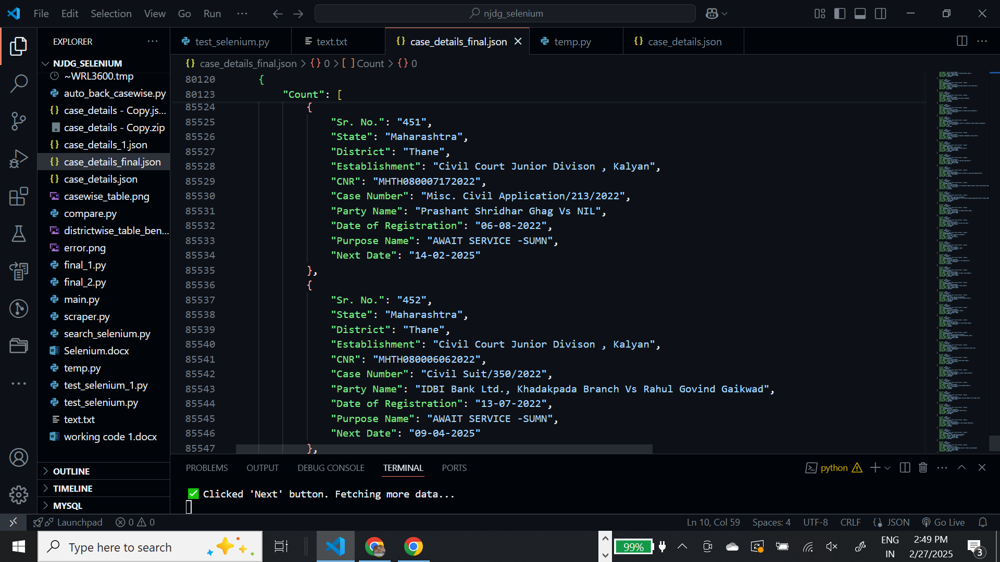 File Edit Selection View Go Run ··· njdg_selenium
EXPLORER ···
test_selenium.py text.txt case_details_final.json temp.py case_details.json
NJDG_SELENIUM
~WRL3600.tmp
auto_back_casewise.py
case_details - Copy.js...
case_details - Copy.zip
case_details_1.json
case_details_final.json
case_details.json
casewise_table.png
compare.py
districtwise_table_ben...
error.png
final_1.py
final_2.py
main.py
scraper.py
search_selenium.py
Selenium.docx
temp.py
test_selenium_1.py
test_selenium.py
text.txt
working code 1.docx
OUTLINE
TIMELINE
MYSQL
{} case_details_final.json > {} 0 > [ ] Count > {} 0
80120 {
80123 "Count": [
85524 {
85525 "Sr. No.": "451",
85526 "State": "Maharashtra",
85527 "District": "Thane",
85528 "Establishment": "Civil Court Junior Divison , Kalyan",
85529 "CNR": "MHTH080007172022",
85530 "Case Number": "Misc. Civil Application/213/2022",
85531 "Party Name": "Prashant Shridhar Ghag Vs NIL",
85532 "Date of Registration": "06-08-2022",
85533 "Purpose Name": "AWAIT SERVICE -SUMN",
85534 "Next Date": "14-02-2025"
85535 },
85536 {
85537 "Sr. No.": "452",
85538 "State": "Maharashtra",
85539 "District": "Thane",
85540 "Establishment": "Civil Court Junior Divison , Kalyan",
85541 "CNR": "MHTH080006062022",
85542 "Case Number": "Civil Suit/350/2022",
85543 "Party Name": "IDBI Bank Ltd., Khadakpada Branch Vs Rahul Govind Gaikwad",
85544 "Date of Registration": "13-07-2022",
85545 "Purpose Name": "AWAIT SERVICE -SUMN",
85546 "Next Date": "09-04-2025"
85547 },
PROBLEMS OUTPUT DEBUG CONSOLE TERMINAL PORTS python
✅ Clicked 'Next' button. Fetching more data...
Launchpad 0 0 Ln 10, Col 59 Spaces: 4 UTF-8 CRLF {} JSON Go Live
Type here to search 99% ENG IN 2:49 PM 2/27/2025 3